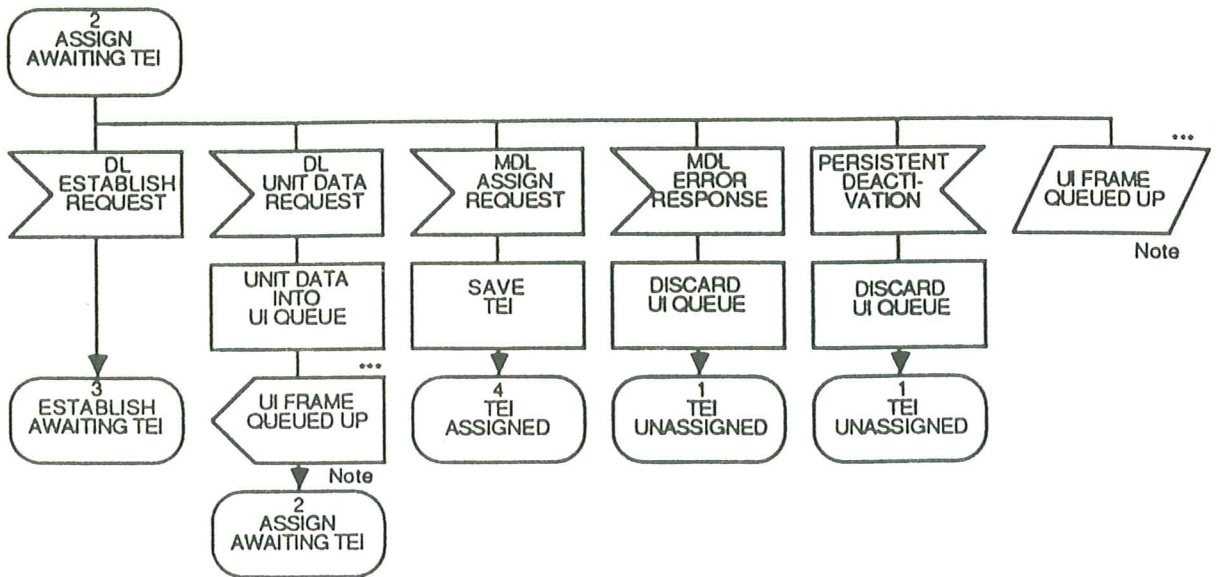 2
ASSIGN
AWAITING TEI
DL
ESTABLISH
REQUEST
DL
UNIT DATA
REQUEST
MDL
ASSIGN
REQUEST
MDL
ERROR
RESPONSE
PERSISTENT
DEACTI-
VATION
...
UI FRAME
QUEUED UP
Note
UNIT DATA
INTO
UI QUEUE
SAVE
TEI
DISCARD
UI QUEUE
DISCARD
UI QUEUE
3
ESTABLISH
AWAITING TEI
...
UI FRAME
QUEUED UP
Note
4
TEI
ASSIGNED
1
TEI
UNASSIGNED
1
TEI
UNASSIGNED
2
ASSIGN
AWAITING TEI